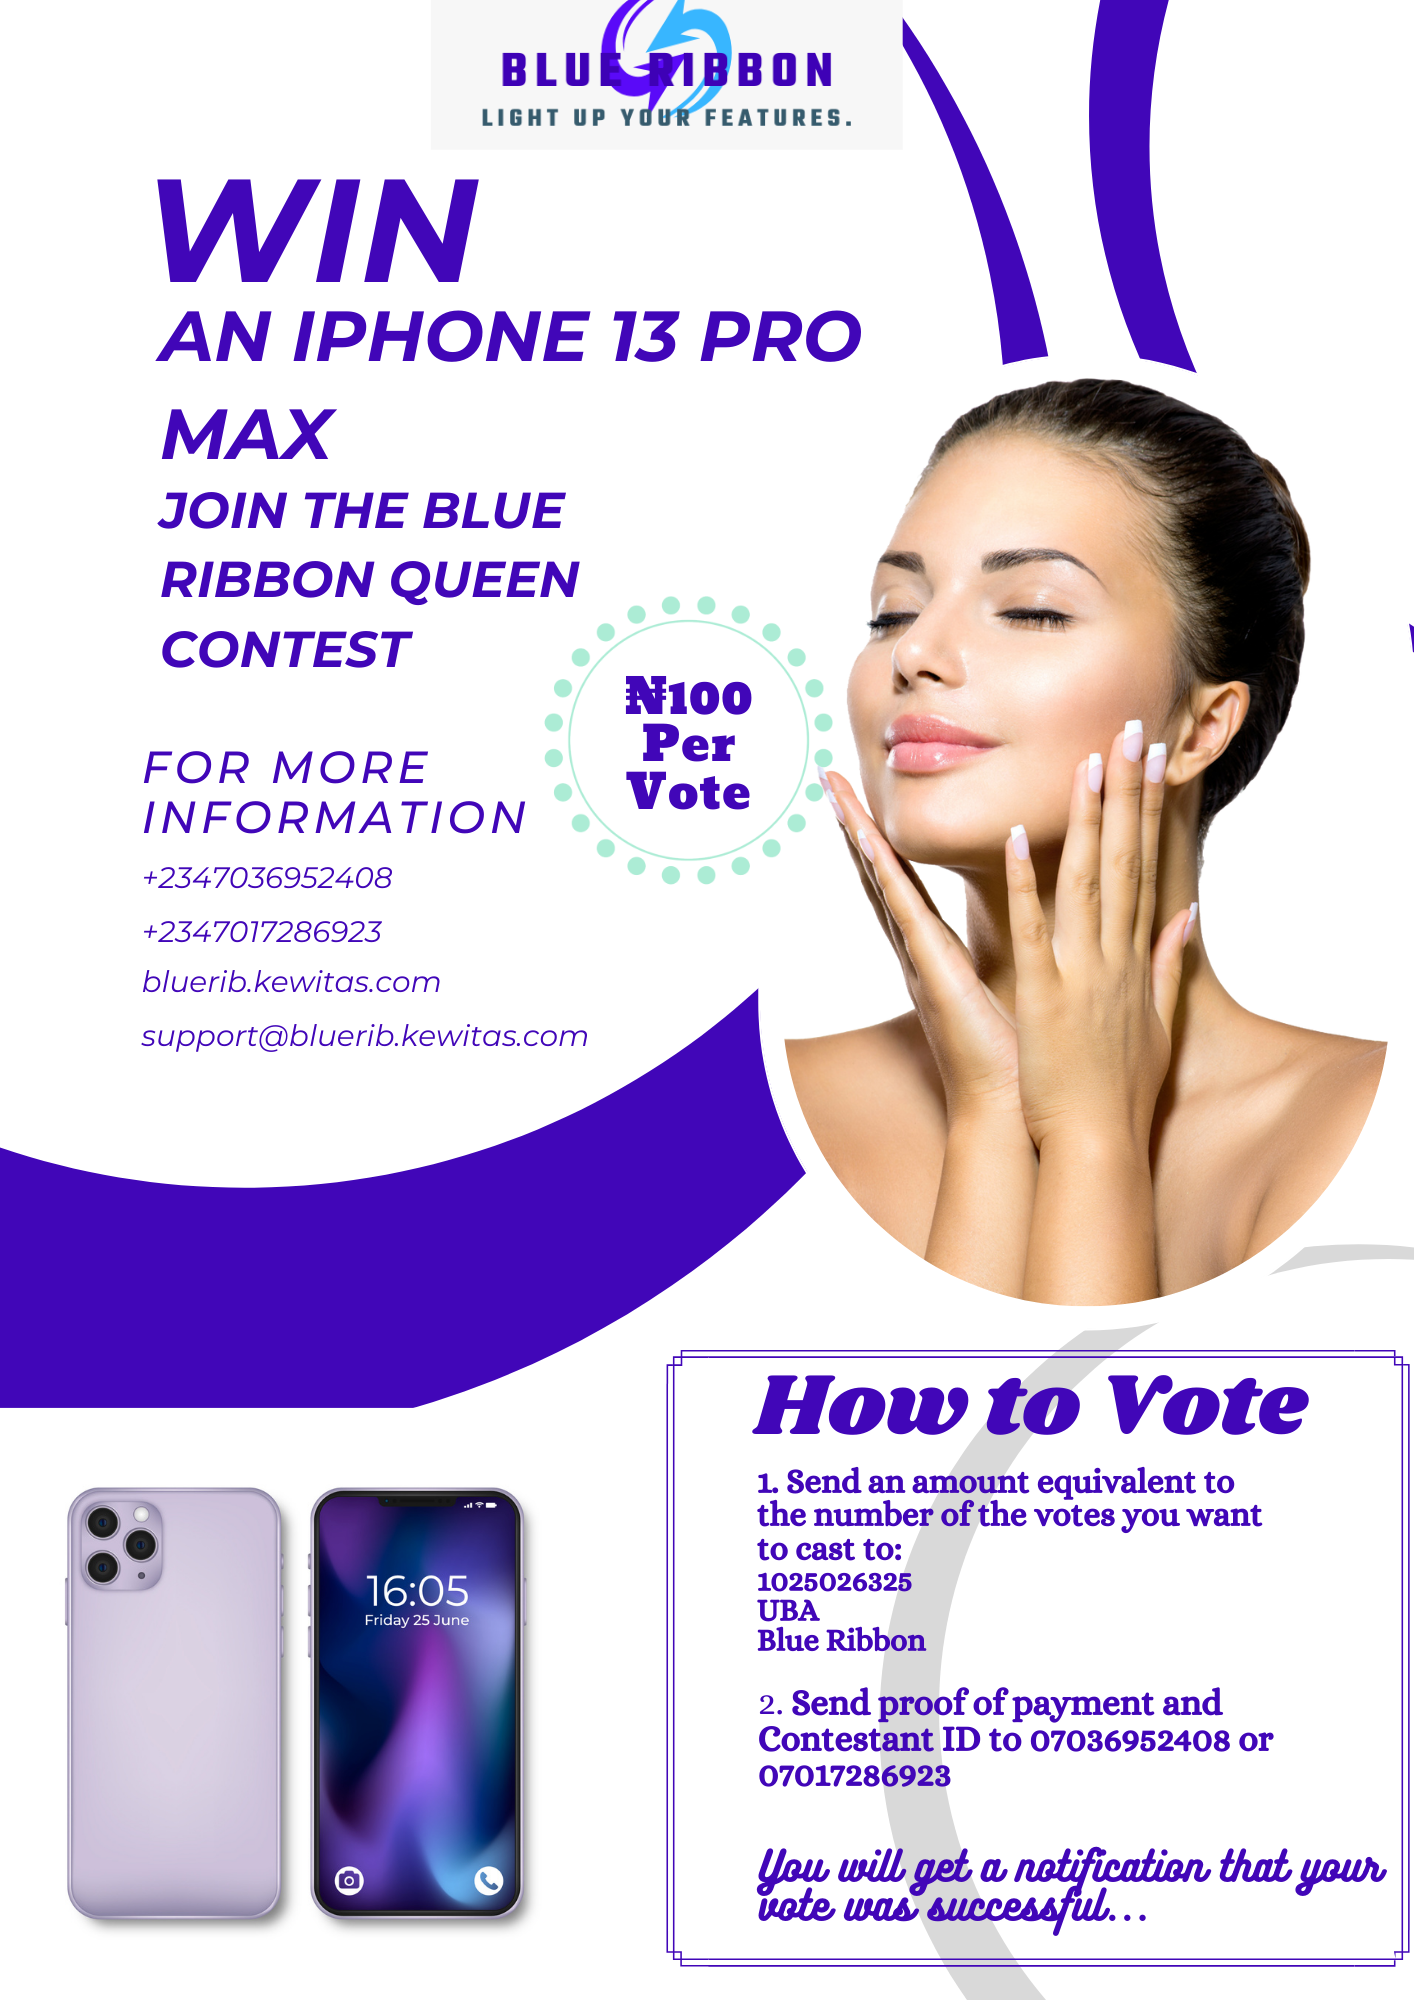 BLUE RIBBON
LIGHT UP YOUR FEATURES.
WIN
AN IPHONE 13 PRO
MAX
JOIN THE BLUE
RIBBON QUEEN
CONTEST
₦100
Per
Vote
FOR MORE
INFORMATION
+2347036952408
+2347017286923
bluerib.kewitas.com
support@bluerib.kewitas.com
16:05
Friday 25 June
How to Vote
1. Send an amount equivalent to
the number of the votes you want
to cast to:
1025026325
UBA
Blue Ribbon
2. Send proof of payment and
Contestant ID to 07036952408 or
07017286923
You will get a notification that your
vote was successful...